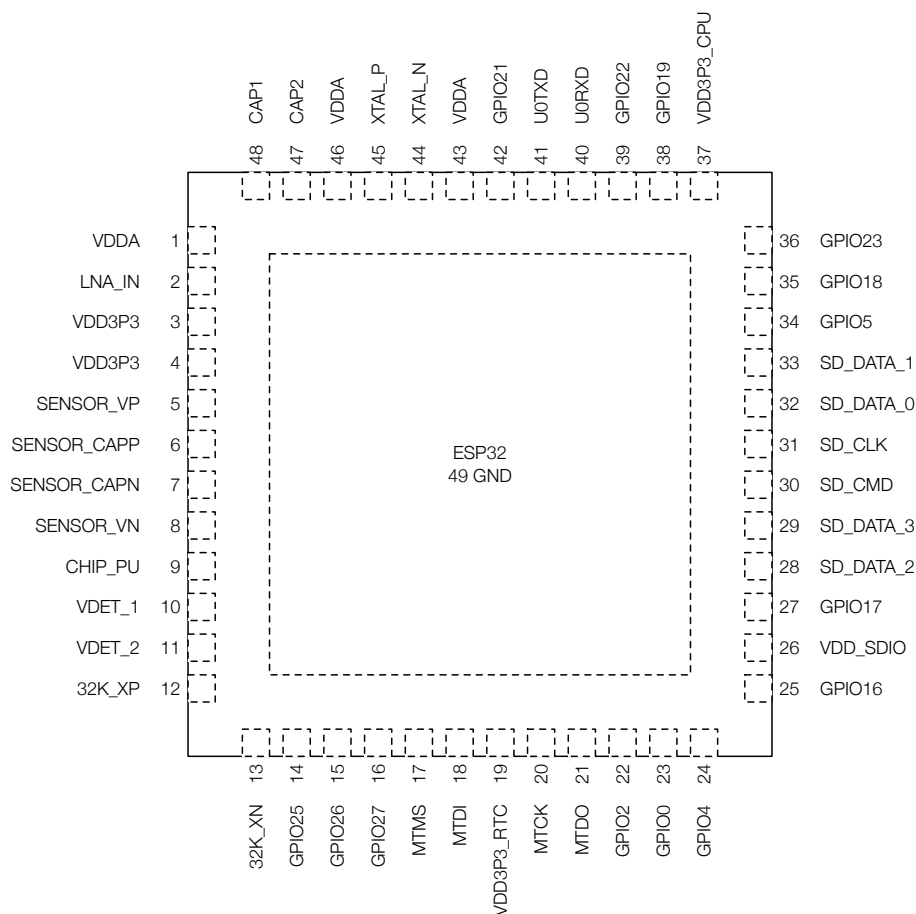 CAP1
CAP2
VDDA
XTAL_P
XTAL_N
VDDA
GPIO21
U0TXD
U0RXD
GPIO22
GPIO19
VDD3P3_CPU
48
47
46
45
44
43
42
41
40
39
38
37
VDDA 1
LNA_IN 2
VDD3P3 3
VDD3P3 4
SENSOR_VP 5
SENSOR_CAPP 6
SENSOR_CAPN 7
SENSOR_VN 8
CHIP_PU 9
VDET_1 10
VDET_2 11
32K_XP 12
ESP32
49 GND
36 GPIO23
35 GPIO18
34 GPIO5
33 SD_DATA_1
32 SD_DATA_0
31 SD_CLK
30 SD_CMD
29 SD_DATA_3
28 SD_DATA_2
27 GPIO17
26 VDD_SDIO
25 GPIO16
13
14
15
16
17
18
19
20
21
22
23
24
32K_XN
GPIO25
GPIO26
GPIO27
MTMS
MTDI
VDD3P3_RTC
MTCK
MTDO
GPIO2
GPIO0
GPIO4